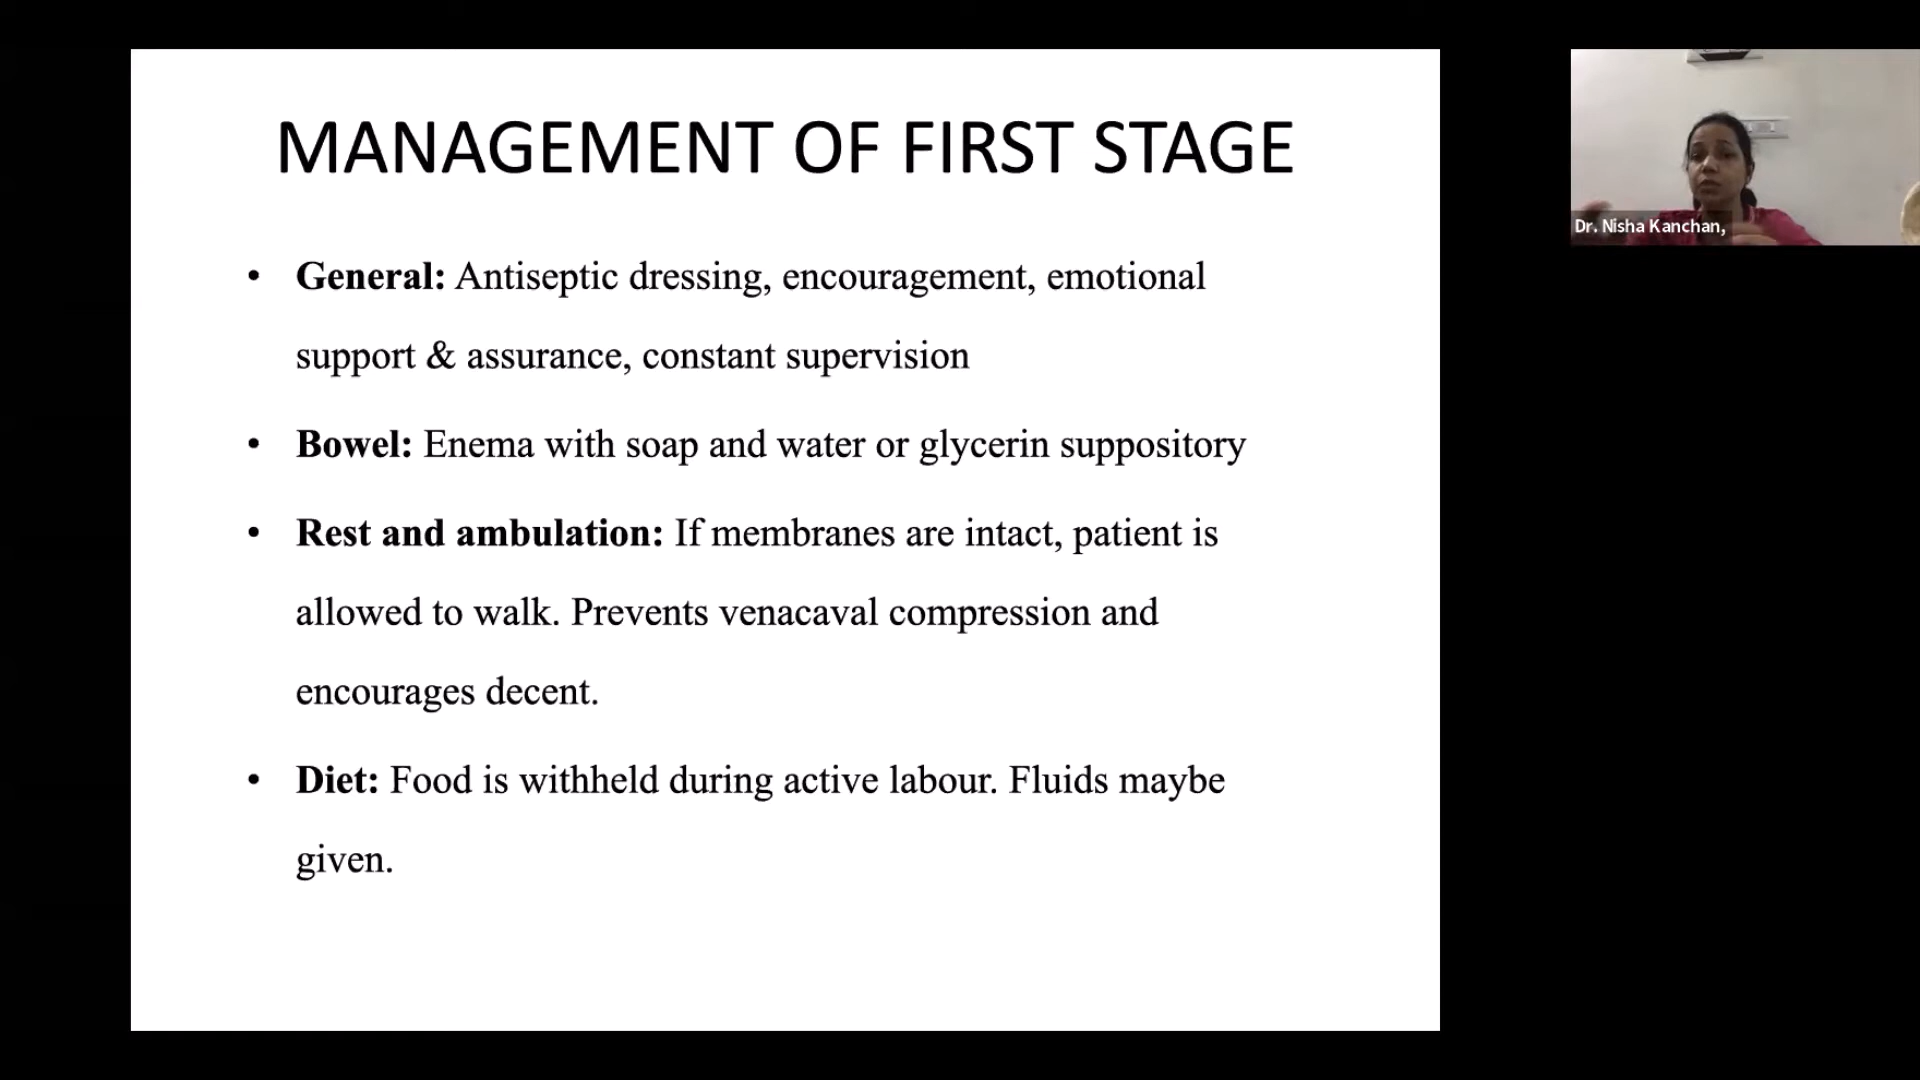 MANAGEMENT OF FIRST STAGE
• General: Antiseptic dressing, encouragement, emotional
support & assurance, constant supervision
• Bowel: Enema with soap and water or glycerin suppository
• Rest and ambulation: If membranes are intact, patient is
allowed to walk. Prevents venacaval compression and
encourages decent.
• Diet: Food is withheld during active labour. Fluids maybe
given.
Dr. Nisha Kanchan,